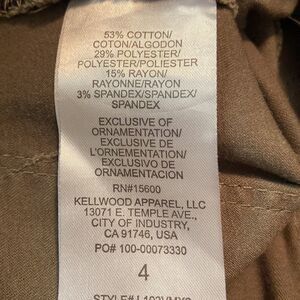 53% COTTON/
COTON/ALGODON
29% POLYESTER/
POLYESTER/POLIESTER
15% RAYON/
RAYONNE/RAYON
3% SPANDEX/SPANDEX/
SPANDEX
EXCLUSIVE OF
ORNAMENTATION/
EXCLUSIVE DE
L'ORNEMENTATION/
EXCLUSIVO DE
ORNAMENTACION
RN#15600
KELLWOOD APPAREL, LLC
13071 E. TEMPLE AVE.,
CITY OF INDUSTRY,
CA 91746, USA
PO# 100-00073330
4
STYLE#